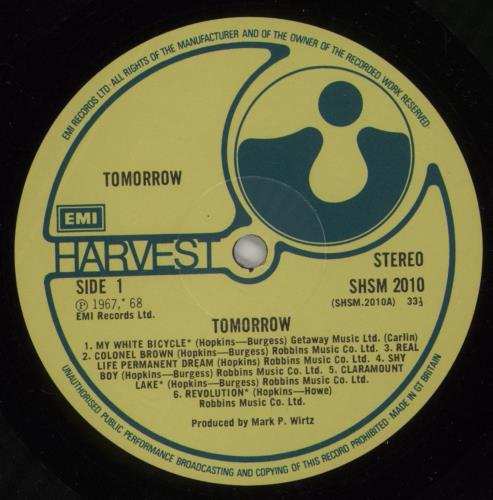 EMI RECORDS LTD ALL RIGHTS OF THE MANUFACTURER AND OF THE OWNER OF THE RECORDED WORK RESERVED·
TOMORROW
EMI
HARVEST
STEREO
SIDE 1
SHSM 2010
℗ 1967,* 68
(SHSM.2010A) 33⅓
EMI Records Ltd.
TOMORROW
1. MY WHITE BICYCLE* (Hopkins—Burgess) Getaway Music Ltd. (Carlin)
2. COLONEL BROWN (Hopkins—Burgess) Robbins Music Co. Ltd. 3. REAL
LIFE PERMANENT DREAM (Hopkins) Robbins Music Co. Ltd. 4. SHY
BOY (Hopkins—Burgess) Robbins Music Co. Ltd. 5. CLARAMOUNT
LAKE* (Hopkins—Burgess) Robbins Music Co. Ltd.
6. REVOLUTION* (Hopkins—Howe)
Robbins Music Co. Ltd.
Produced by Mark P. Wirtz
UNAUTHORISED PUBLIC PERFORMANCE BROADCASTING AND COPYING OF THIS RECORD PROHIBITED MADE IN GT BRITAIN